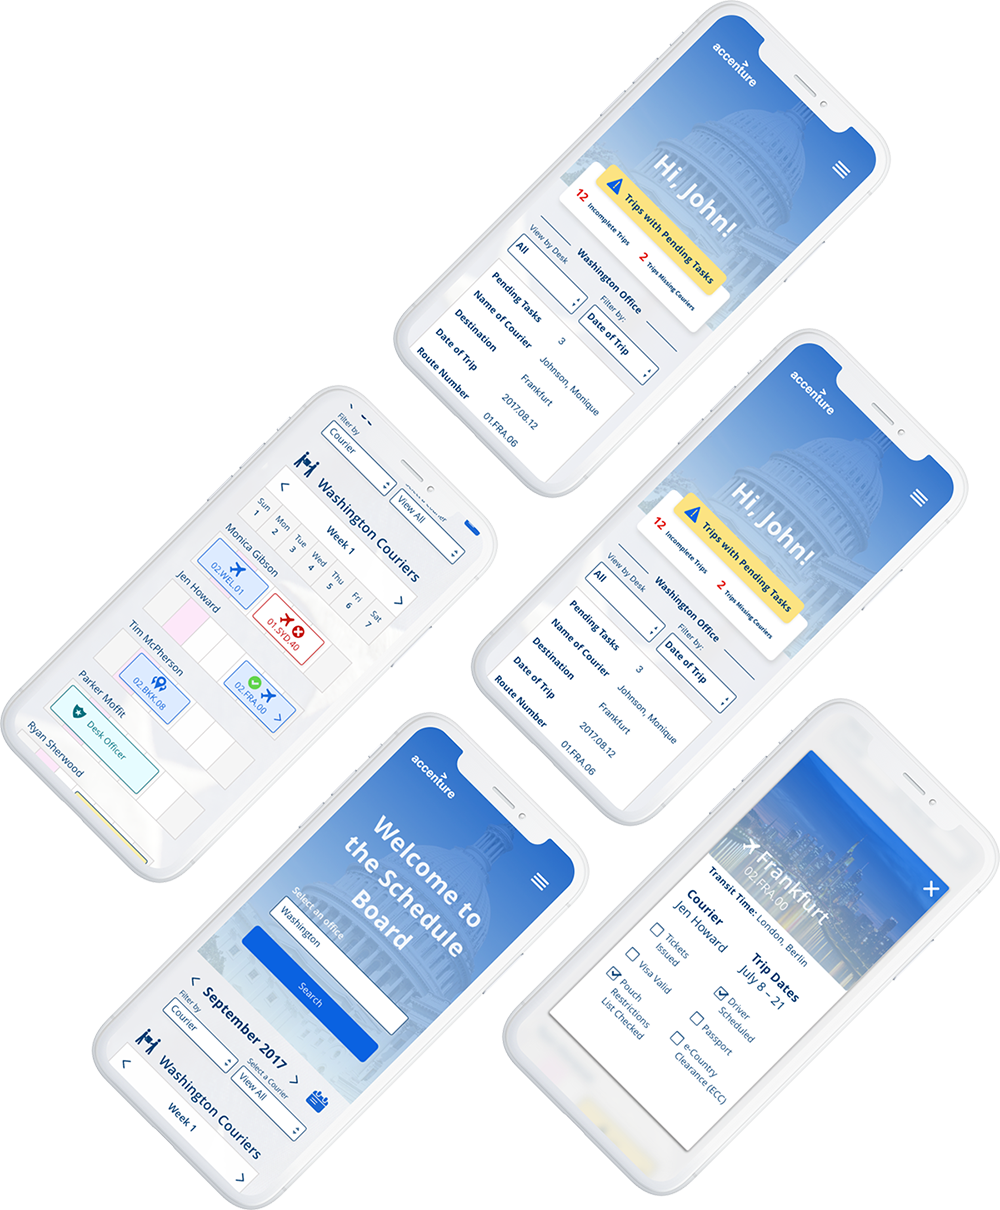 accenture
Hi, John!
Trips with Pending Tasks
12 Incomplete Trips
2 Trips Missing Couriers
Washington Office
View by Desk
All
Filter by:
Date of Trip
Pending Tasks 3
Name of Courier Johnson, Monique
Destination Frankfurt
Date of Trip 2017.08.12
Route Number 01.FRA.06
accenture
Hi, John!
Trips with Pending Tasks
12 Incomplete Trips
2 Trips Missing Couriers
Washington Office
View by Desk
All
Filter by:
Date of Trip
Pending Tasks 3
Name of Courier Johnson, Monique
Destination Frankfurt
Date of Trip 2017.08.12
Route Number 01.FRA.06
Filter by
Courier
View All
Washington Couriers
Week 1
Sun Mon Tue Wed Thu Fri Sat
1 2 3 4 5 6 7
Monica Gibson
02.WEL.01
01.SYD.40
Jen Howard
02.FRA.00
Tim McPherson
02.BKK.08
Parker Moffit
Desk Officer
Ryan Sherwood
accenture
Welcome to
the Schedule
Board
Select an office
Washington
Search
September 2017
Filter by
Courier
Select a Courier
View All
Washington Couriers
Week 1
Frankfurt
02.FRA.00
Transit Time: London, Berlin
Courier
Jen Howard
Trip Dates
July 8 – 21
Tickets
Issued
Visa Valid
Pouch
Restrictions
List Checked
Driver
Scheduled
Passport
e-Country
Clearance (ECC)